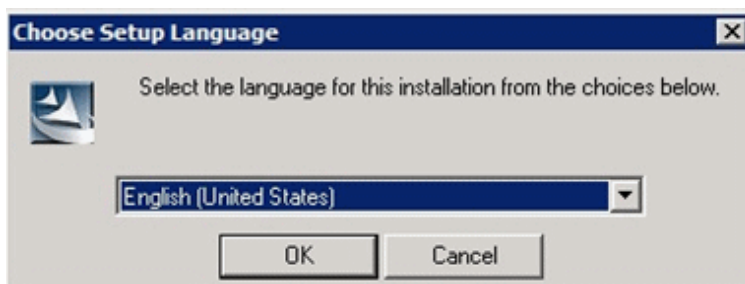 Choose Setup Language
Select the language for this installation from the choices below.
English (United States)
OK
Cancel